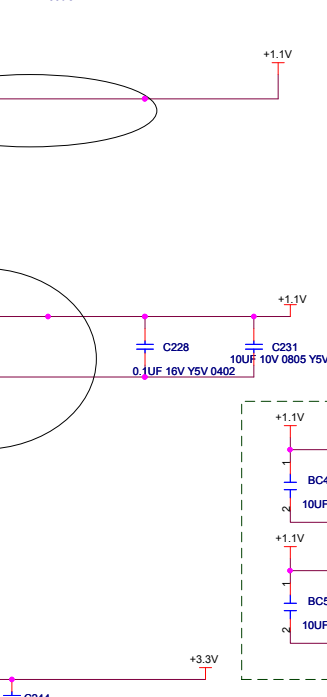 +1.1V
+1.1V
C228
C231
10UF 10V 0805 Y5V
0.1UF 16V Y5V 0402
+1.1V
1
BC4
2
10UF
+1.1V
1
BC5
2
10UF
+3.3V